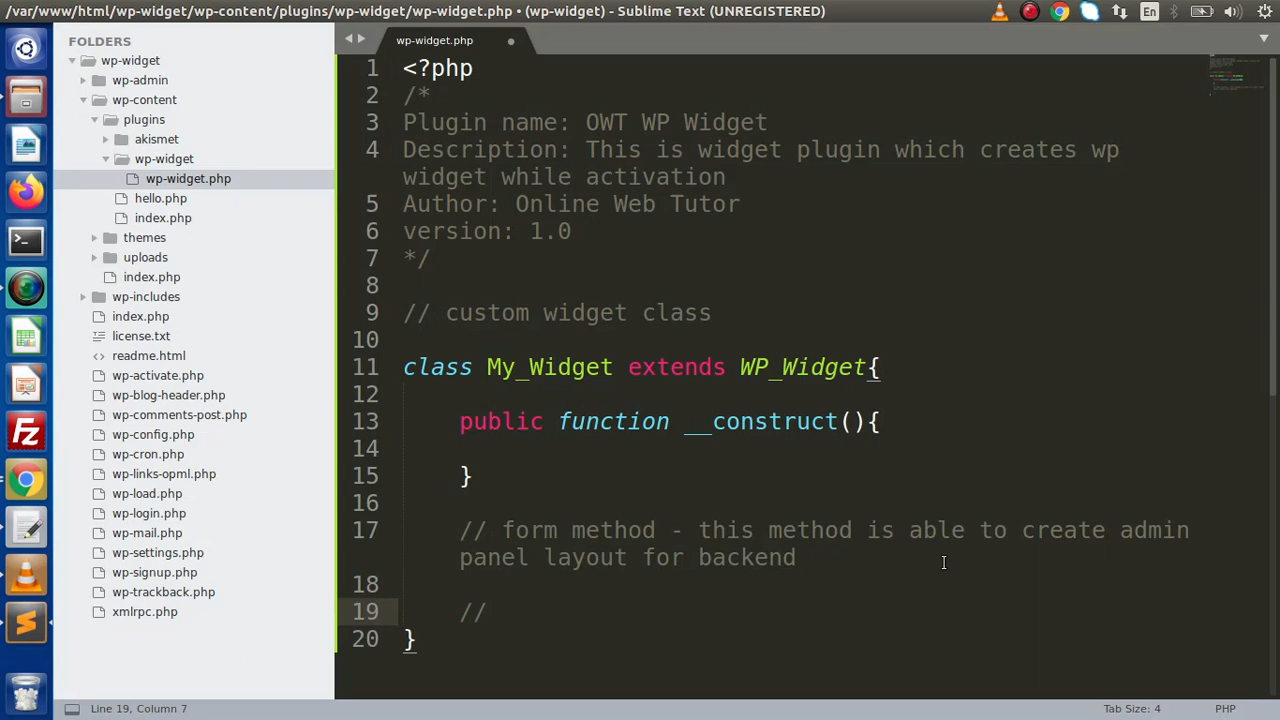 /var/www/html/wp-widget/wp-content/plugins/wp-widget/wp-widget.php • (wp-widget) - Sublime Text (UNREGISTERED)
En
FOLDERS
wp-widget
wp-admin
wp-content
plugins
akismet
wp-widget
wp-widget.php
hello.php
index.php
themes
uploads
index.php
wp-includes
index.php
license.txt
readme.html
wp-activate.php
wp-blog-header.php
wp-comments-post.php
wp-config.php
wp-cron.php
wp-links-opml.php
wp-load.php
wp-login.php
wp-mail.php
wp-settings.php
wp-signup.php
wp-trackback.php
xmlrpc.php
wp-widget.php
1 <?php
2 /*
3 Plugin name: OWT WP Widget
4 Description: This is widget plugin which creates wp
widget while activation
5 Author: Online Web Tutor
6 version: 1.0
7 */
8
9 // custom widget class
10
11 class My_Widget extends WP_Widget{
12
13 public function __construct(){
14
15 }
16
17 // form method - this method is able to create admin
panel layout for backend
18
19 //
20 }
Line 19, Column 7
Tab Size: 4
PHP